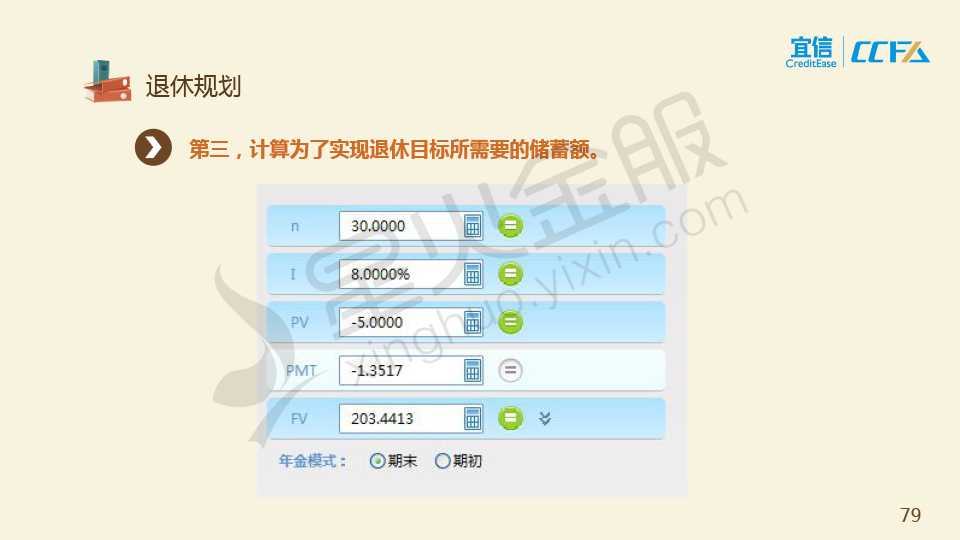 宜信
CreditEase
CCFA
退休规划
第三，计算为了实现退休目标所需要的储蓄额。
n 30.0000
I 8.0000%
PV -5.0000
PMT -1.3517
FV 203.4413
年金模式： 期末 期初
星火金服
xinghuo.yixin.com
79